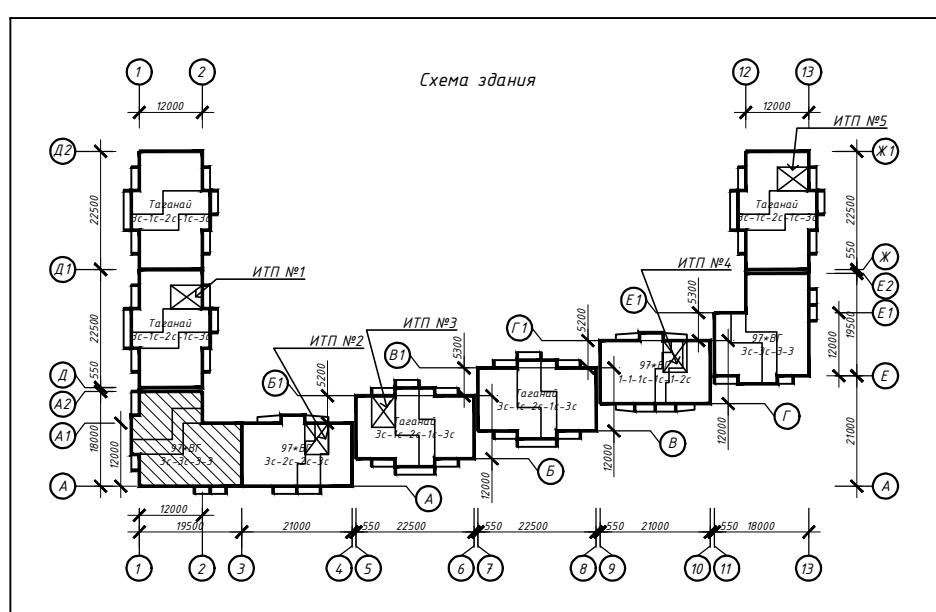 1 2 12 13
Схема здания
12000 12000
ИТП №5
Д2 Ж1
22500 Таганай Таганай 22500
3с-1с-2с-1с-3с 3с-1с-2с-1с-3с
Д1 Ж
ИТП №1 ИТП №4 550
Е2
Е1 5300 Е1
22500 Таганай ИТП №3 Г1 5200 19500
3с-1с-2с-1с-3с ИТП №2 В1 5300 97*ВГ 97*ВГ 12000
1-1-1с-1с-1-2с 3с-3с-3-3
550 Д Б1 5200 Е
А2 Таганай
3с-1с-2с-1с-3с
А1 Таганай Г
18000 12000 97*ВГ 97*ВГ 3с-1с-2с-1с-3с В 12000 21000
3с-3с-3-3 3с-2с-2с-3с 12000
Б
А А 12000 А
12000
19500 21000 550 22500 550 22500 550 21000 550 18000
1 2 3 4 5 6 7 8 9 10 11 13